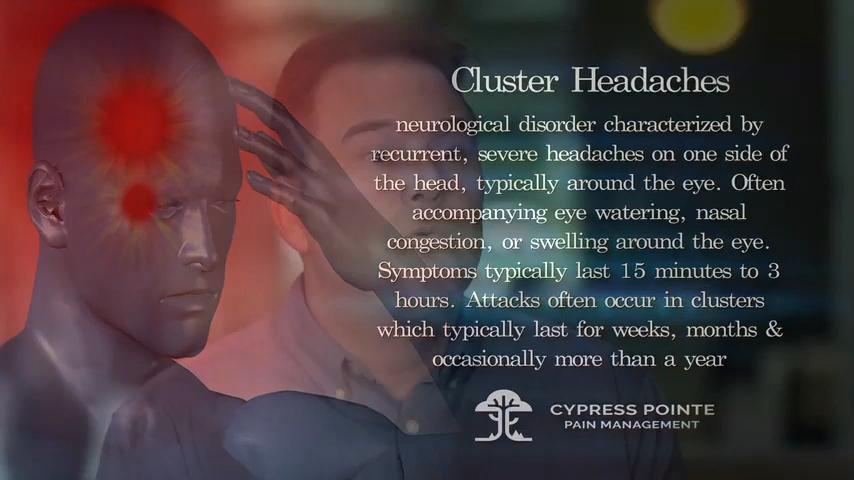 Cluster Headaches
neurological disorder characterized by
recurrent, severe headaches on one side of
the head, typically around the eye. Often
accompanying eye watering, nasal
congestion, or swelling around the eye.
Symptoms typically last 15 minutes to 3
hours. Attacks often occur in clusters
which typically last for weeks, months &
occasionally more than a year
CYPRESS POINTE
PAIN MANAGEMENT